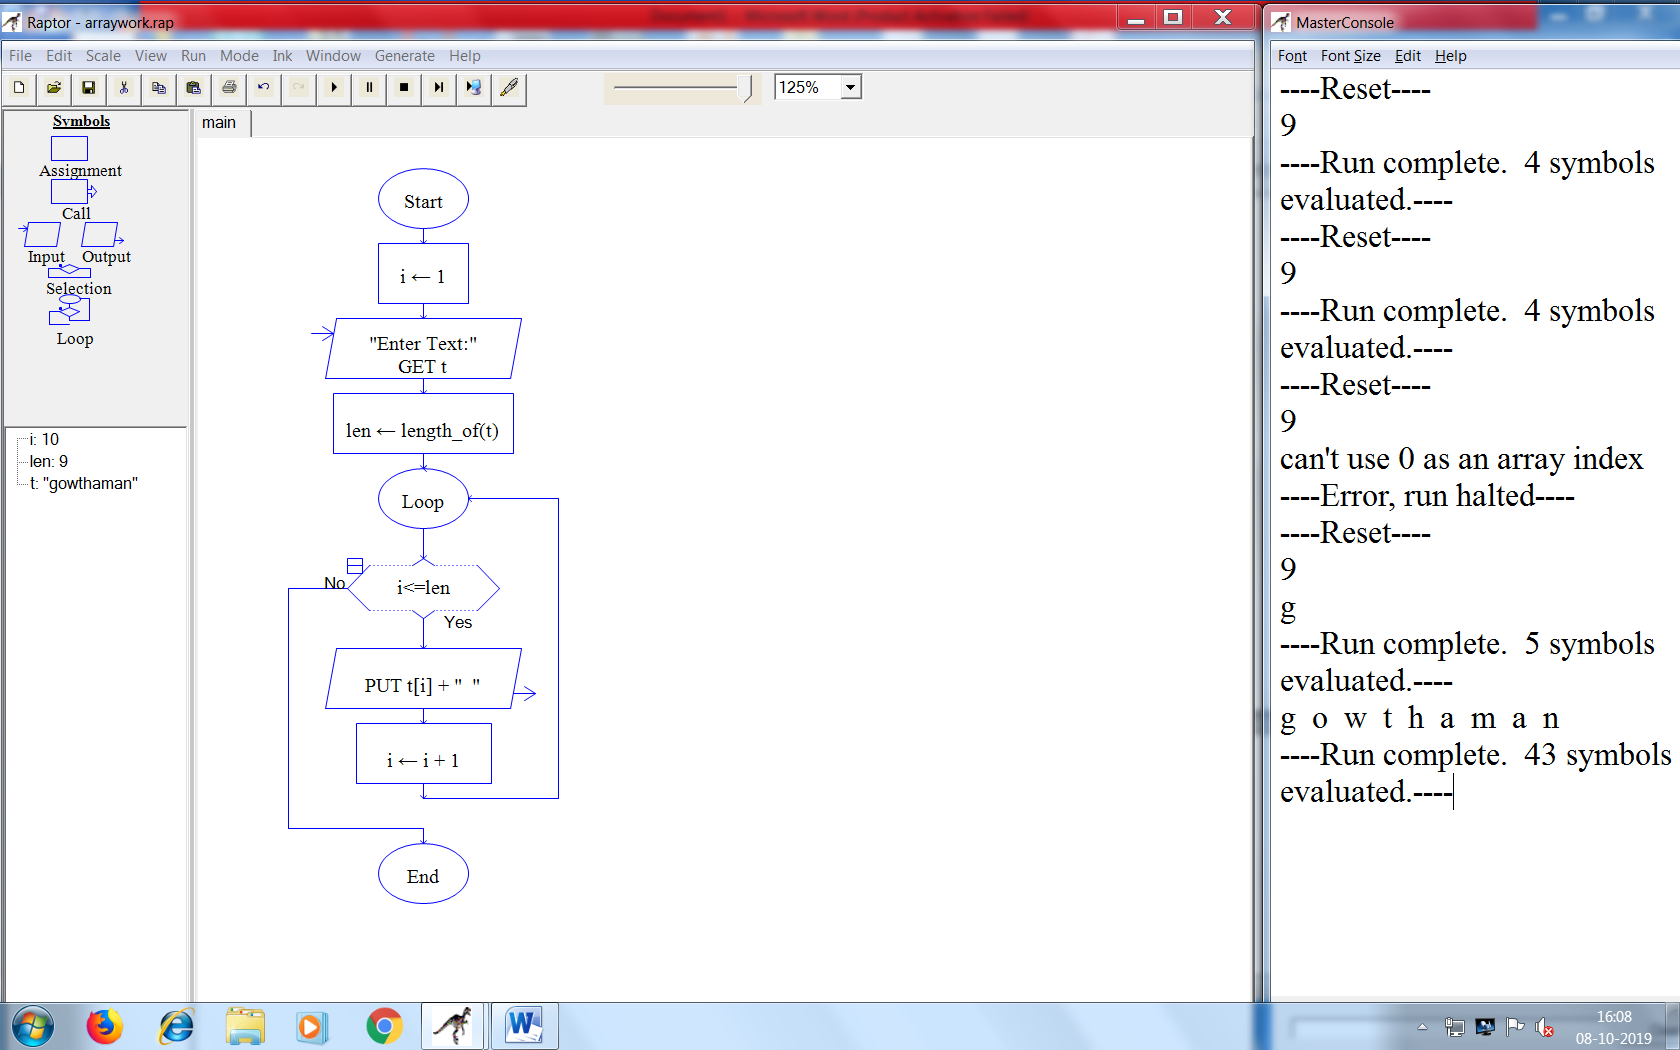 Raptor - arraywork.rap
File Edit Scale View Run Mode Ink Window Generate Help
125%
Symbols
Assignment
Call
Input Output
Selection
Loop
i: 10
len: 9
t: "gowthaman"
main
Start
i ← 1
"Enter Text:"
GET t
len ← length_of(t)
Loop
No
i<=len
Yes
PUT t[i] + "  "
i ← i + 1
End
MasterConsole
Font Font Size Edit Help
----Reset----
9
----Run complete.  4 symbols
evaluated.----
----Reset----
9
----Run complete.  4 symbols
evaluated.----
----Reset----
9
can't use 0 as an array index
----Error, run halted----
----Reset----
9
g
----Run complete.  5 symbols
evaluated.----
g  o  w  t  h  a  m  a  n
----Run complete.  43 symbols
evaluated.----
16:08
08-10-2019